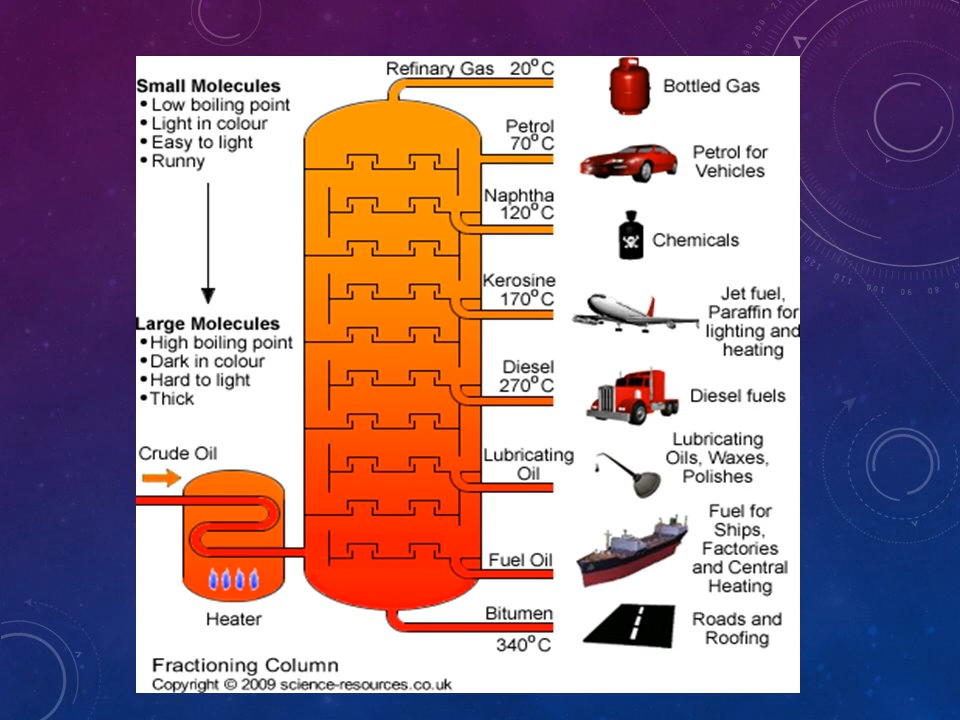 Refinary Gas 20°C
Small Molecules
• Low boiling point
• Light in colour
• Easy to light
• Runny
Large Molecules
• High boiling point
• Dark in colour
• Hard to light
• Thick
Crude Oil
Heater
Petrol
70°C
Naphtha
120°C
Kerosine
170°C
Diesel
270°C
Lubricating
Oil
Fuel Oil
Bitumen
340°C
Bottled Gas
Petrol for
Vehicles
Chemicals
Jet fuel,
Paraffin for
lighting and
heating
Diesel fuels
Lubricating
Oils, Waxes,
Polishes
Fuel for
Ships,
Factories
and Central
Heating
Roads and
Roofing
Fractioning Column
Copyright © 2009 science-resources.co.uk